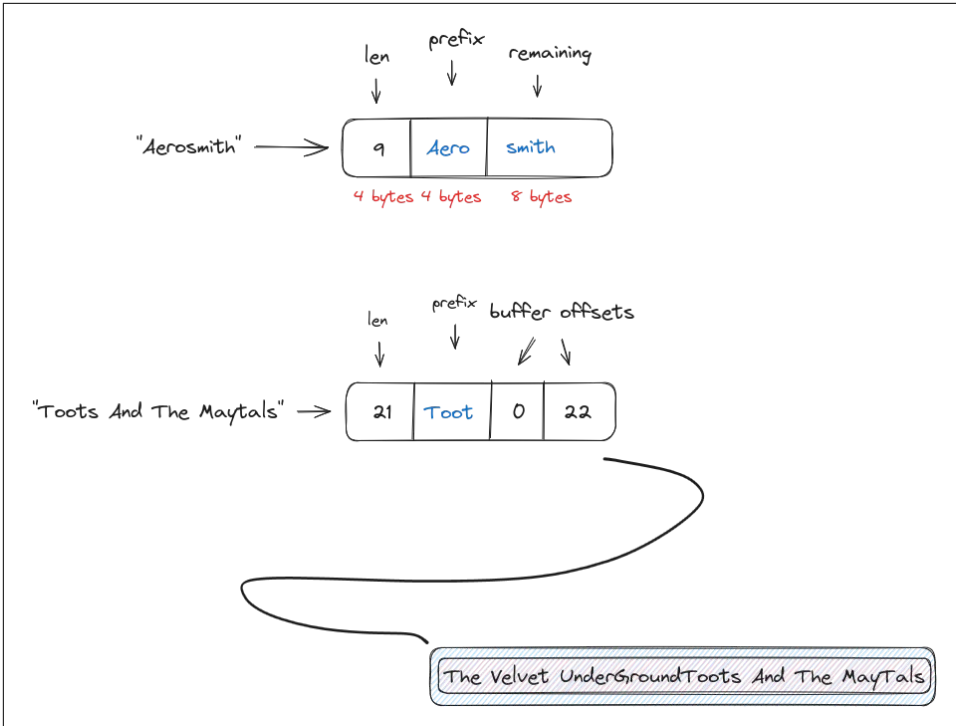 len prefix remaining
"Aerosmith" 9 Aero smith
4 bytes 4 bytes 8 bytes
len prefix buffer offsets
"Toots And The Maytals" 21 Toot 0 22
The Velvet UnderGroundToots And The MayTals